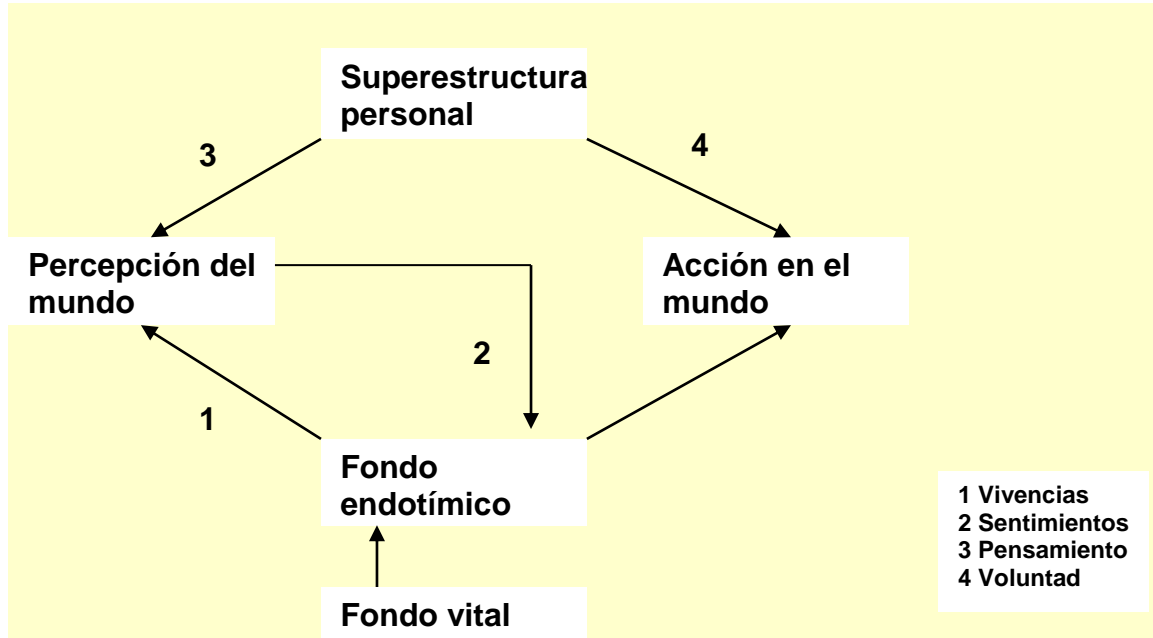 Superestructura
personal
3
4
Percepción del
mundo
Acción en el
mundo
2
1
Fondo
endotímico
1 Vivencias
2 Sentimientos
3 Pensamiento
4 Voluntad
Fondo vital